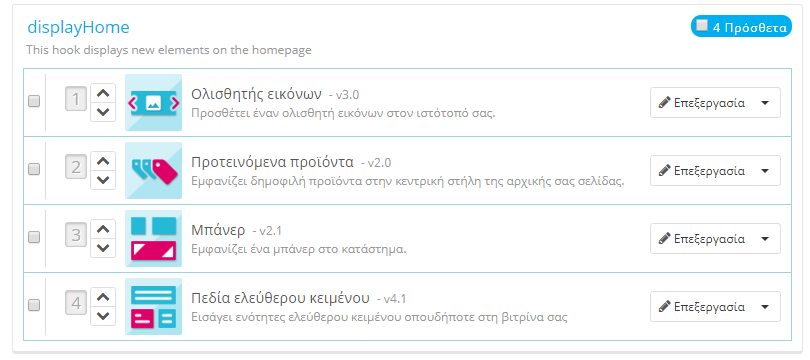 displayHome
4 Πρόσθετα
This hook displays new elements on the homepage
1
Ολισθητής εικόνων - v3.0
Προσθέτει έναν ολισθητή εικόνων στον ιστότοπό σας.
Επεξεργασία
2
Προτεινόμενα προϊόντα - v2.0
Εμφανίζει δημοφιλή προϊόντα στην κεντρική στήλη της αρχικής σας σελίδας.
Επεξεργασία
3
Μπάνερ - v2.1
Εμφανίζει ένα μπάνερ στο κατάστημα.
Επεξεργασία
4
Πεδία ελεύθερου κειμένου - v4.1
Εισάγει ενότητες ελεύθερου κειμένου οπουδήποτε στη βιτρίνα σας
Επεξεργασία